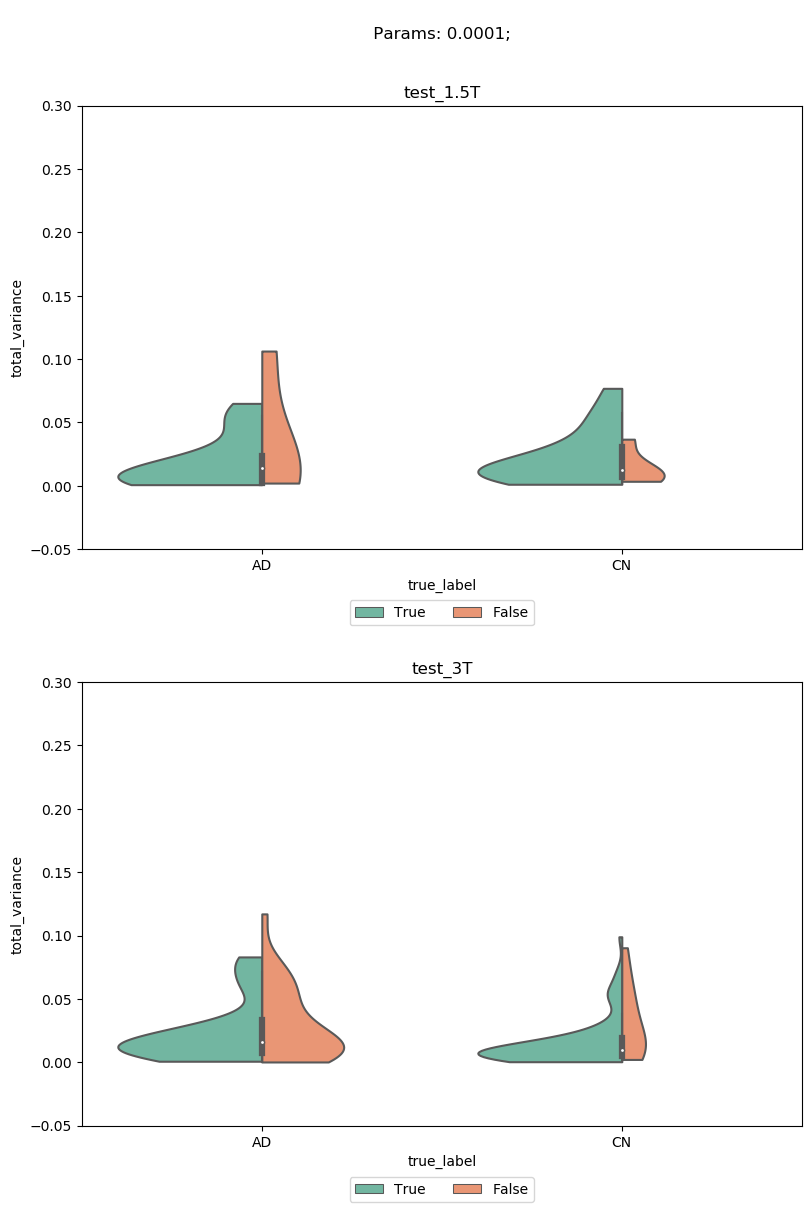 Params: 0.0001;
test_1.5T
0.30
0.25
0.20
0.15
0.10
0.05
0.00
−0.05
total_variance
AD CN
true_label
True False
test_3T
0.30
0.25
0.20
0.15
0.10
0.05
0.00
−0.05
total_variance
AD CN
true_label
True False